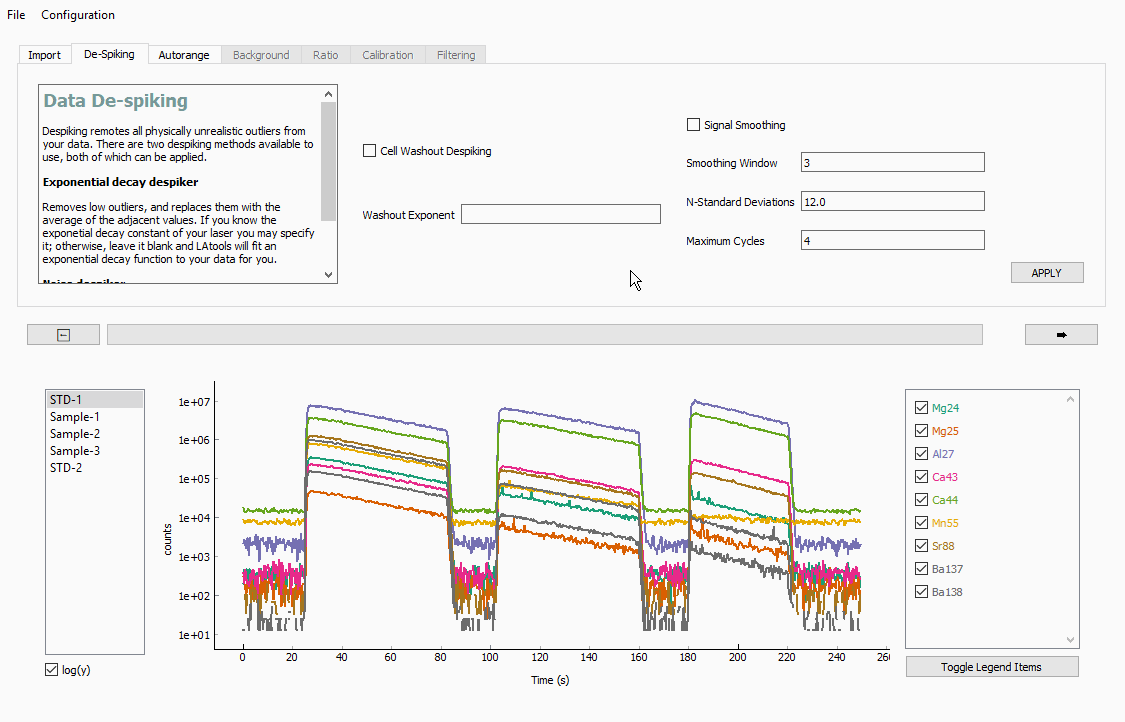 File Configuration
Import De-Spiking Autorange Background Ratio Calibration Filtering
Data De-spiking
Despiking remotes all physically unrealistic outliers from
your data. There are two despiking methods available to
use, both of which can be applied.
Exponential decay despiker
Removes low outliers, and replaces them with the
average of the adjacent values. If you know the
exponetial decay constant of your laser you may specify
it; otherwise, leave it blank and LAtools will fit an
exponential decay function to your data for you.
Noise despiker
Cell Washout Despiking
Washout Exponent
Signal Smoothing
Smoothing Window 3
N-Standard Deviations 12.0
Maximum Cycles 4
APPLY
STD-1
Sample-1
Sample-2
Sample-3
STD-2
log(y)
counts
1e+07
1e+06
1e+05
1e+04
1e+03
1e+02
1e+01
0 20 40 60 80 100 120 140 160 180 200 220 240 26
Time (s)
Mg24
Mg25
Al27
Ca43
Ca44
Mn55
Sr88
Ba137
Ba138
Toggle Legend Items